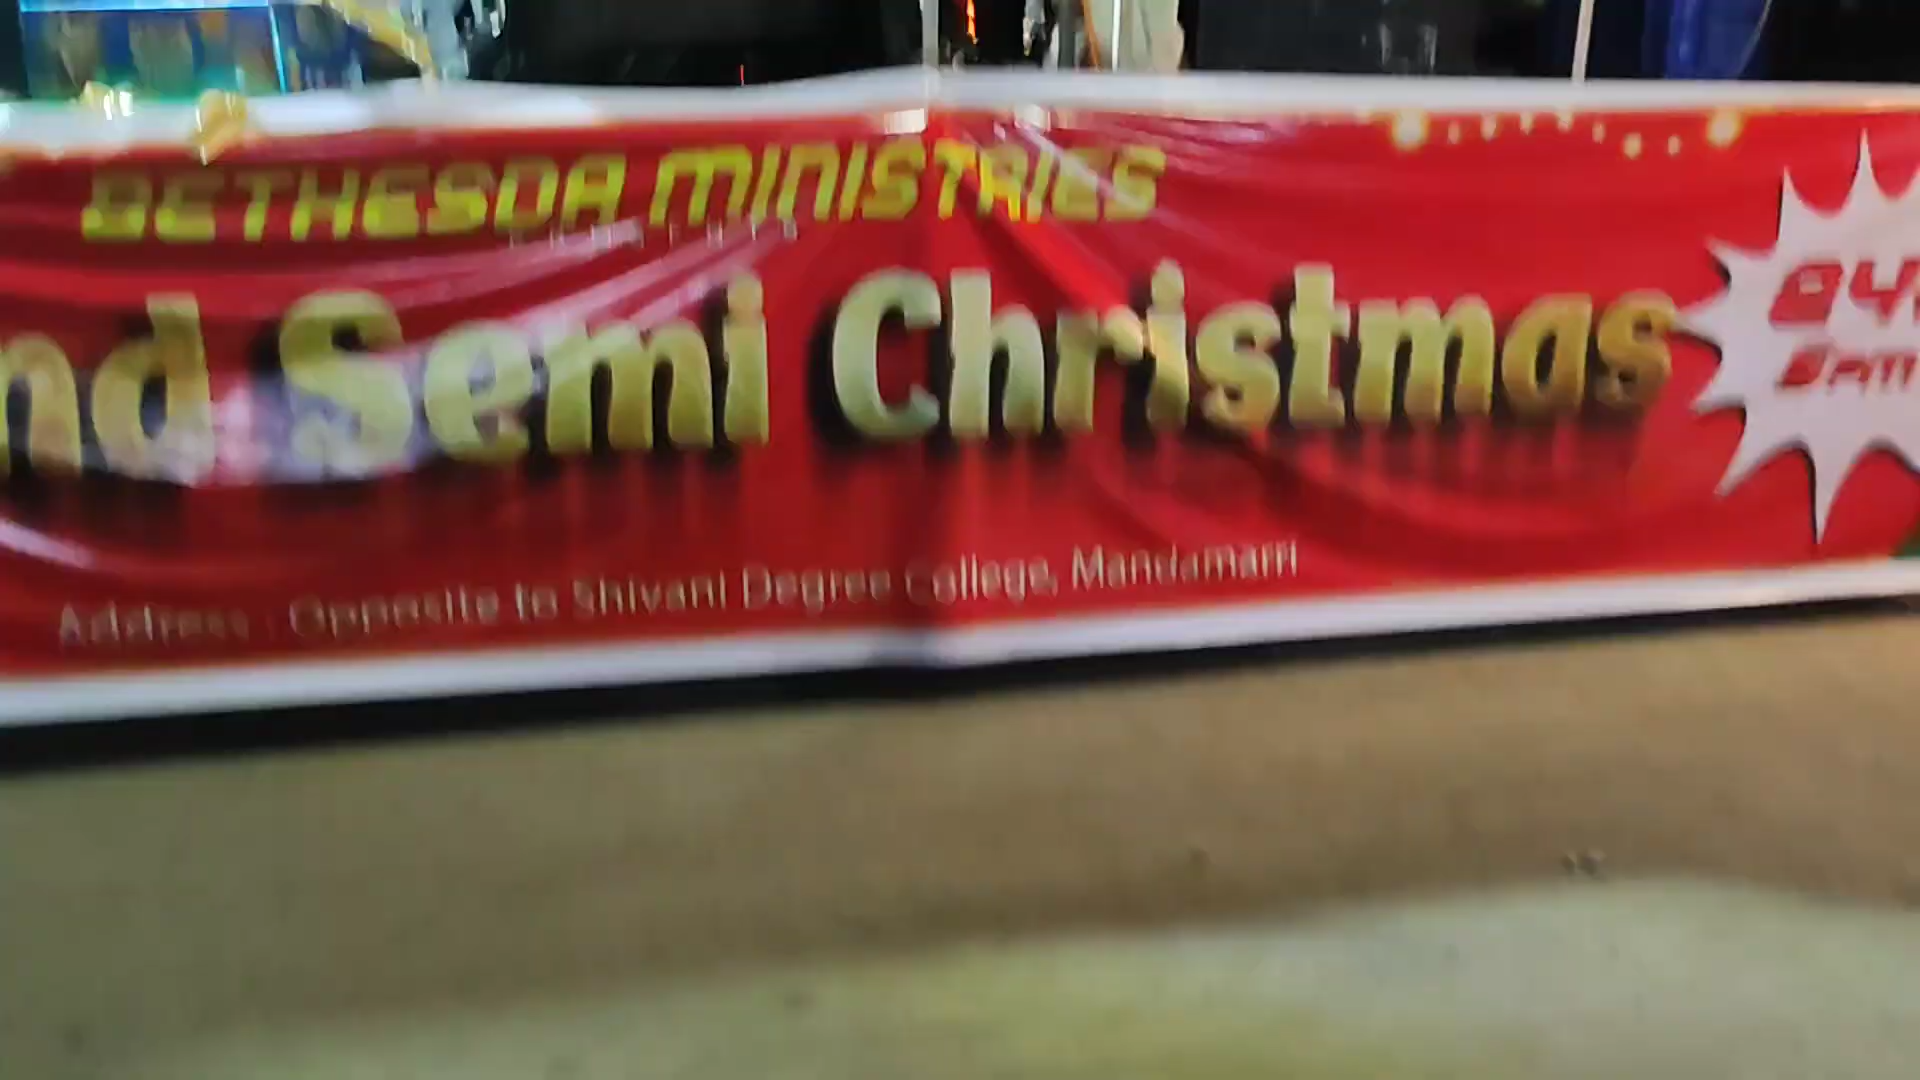 BETHESDA MINISTRIES
nd Semi Christmas
Address : Opposite to Shivani Degree College, Mandamarri